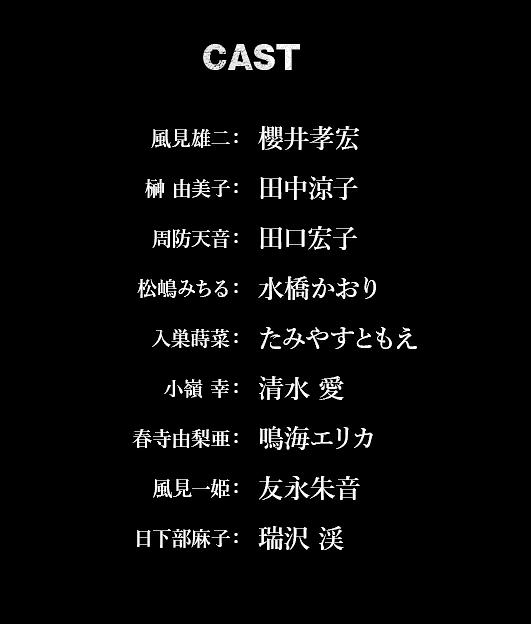 CAST
風見雄二： 櫻井孝宏
榊 由美子： 田中涼子
周防天音： 田口宏子
松嶋みちる： 水橋かおり
入巣蒔菜： たみやすともえ
小嶺 幸： 清水 愛
春寺由梨亜： 鳴海エリカ
風見一姫： 友永朱音
日下部麻子： 瑞沢 渓